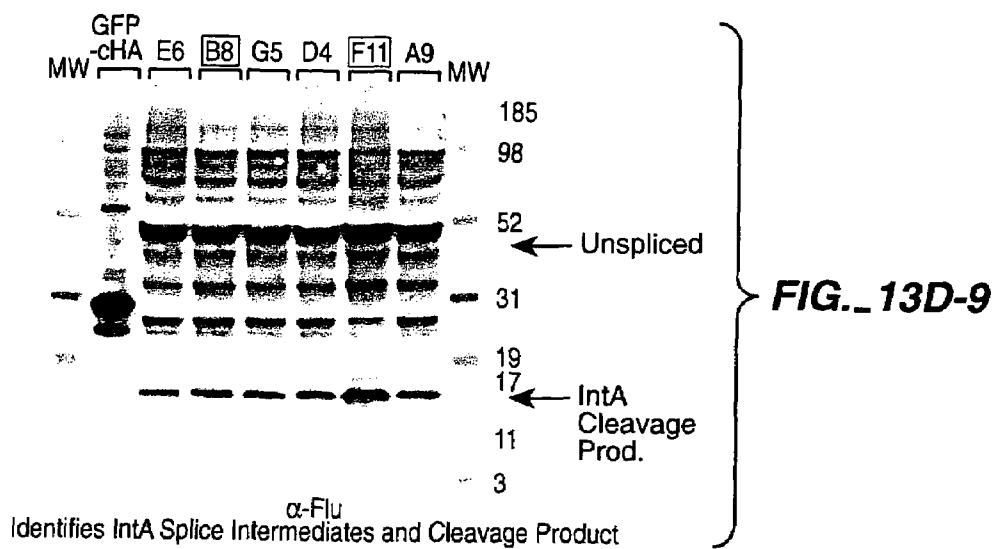 GFP
-cHA
MW E6 B8 G5 D4 F11 A9 MW
185
98
52
Unspliced
31
FIG._13D-9
19
17
IntA
Cleavage
Prod.
11
3
α-Flu
Identifies IntA Splice Intermediates and Cleavage Product